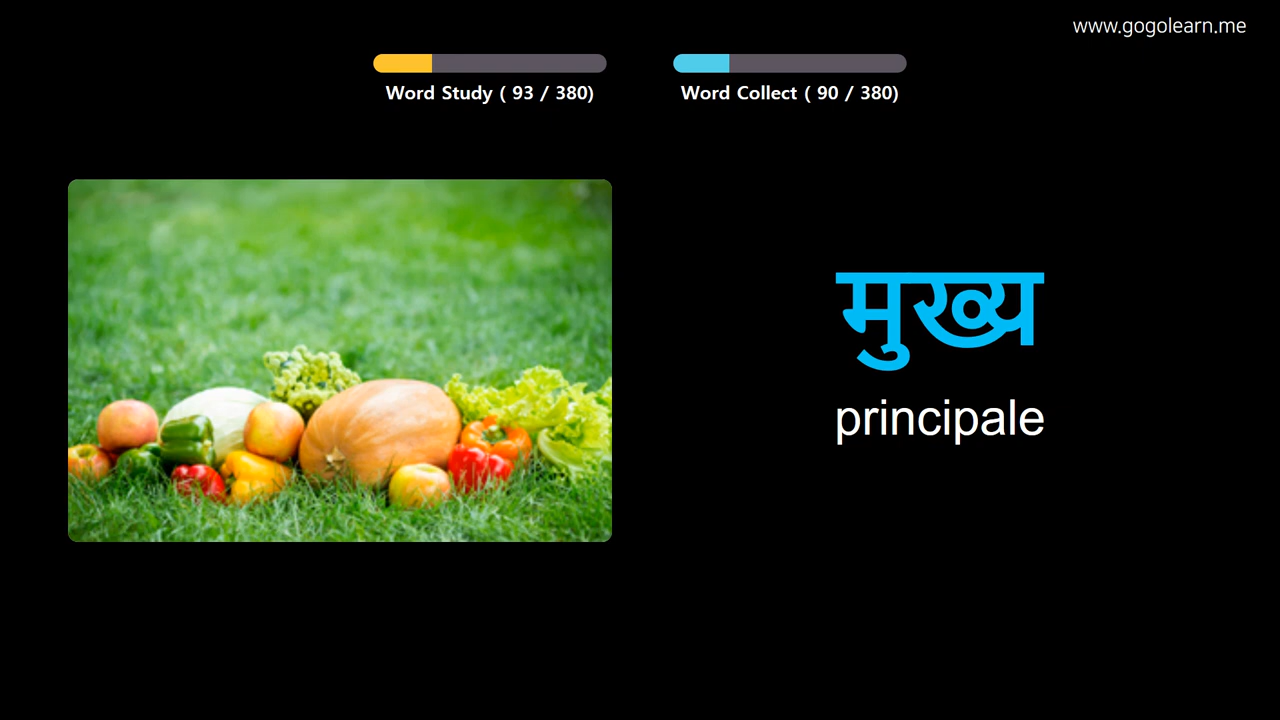 www.gogolearn.me
Word Study ( 93 / 380)
Word Collect ( 90 / 380)
मुख्य
principale